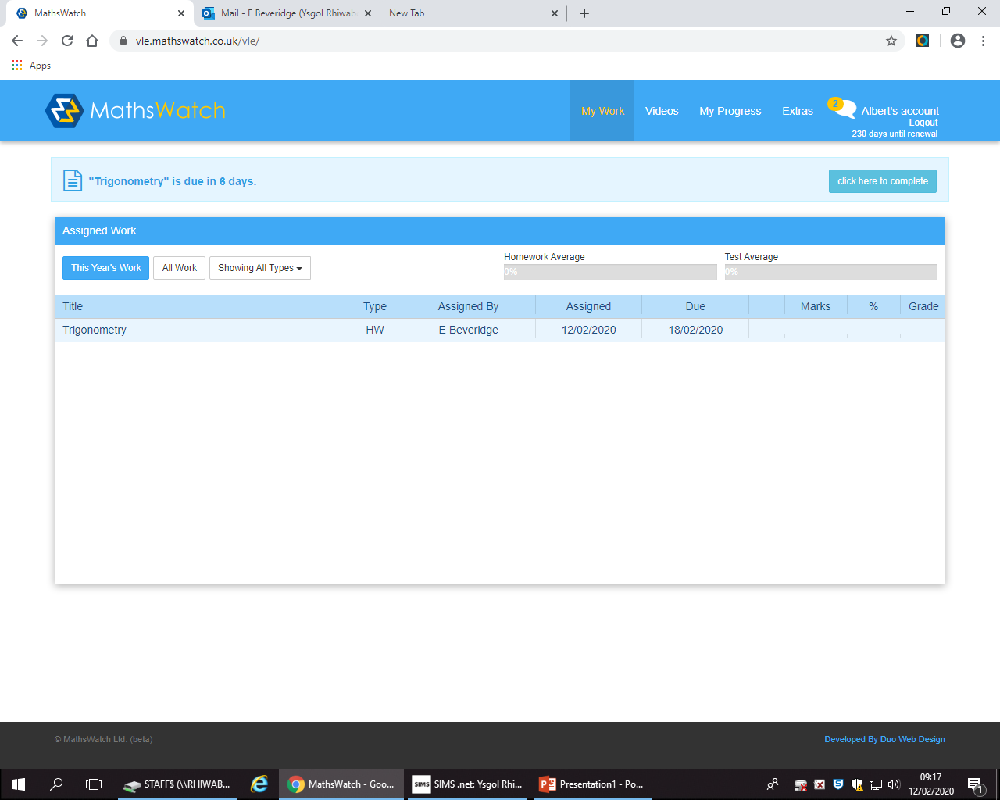 MathsWatch
Mail - E Beveridge (Ysgol Rhiwab
New Tab
vle.mathswatch.co.uk/vle/
Apps
MathsWatch
My Work
Videos
My Progress
Extras
2
Albert's account
Logout
230 days until renewal
"Trigonometry" is due in 6 days.
click here to complete
Assigned Work
This Year's Work
All Work
Showing All Types
Homework Average
0%
Test Average
0%
Title Type Assigned By Assigned Due Marks % Grade
Trigonometry HW E Beveridge 12/02/2020 18/02/2020
© MathsWatch Ltd. (beta)
Developed By Duo Web Design
STAFF$ (\\RHIWAB...
MathsWatch - Goo...
SIMS
SIMS .net: Ysgol Rhi...
Presentation1 - Po...
09:17
12/02/2020
1